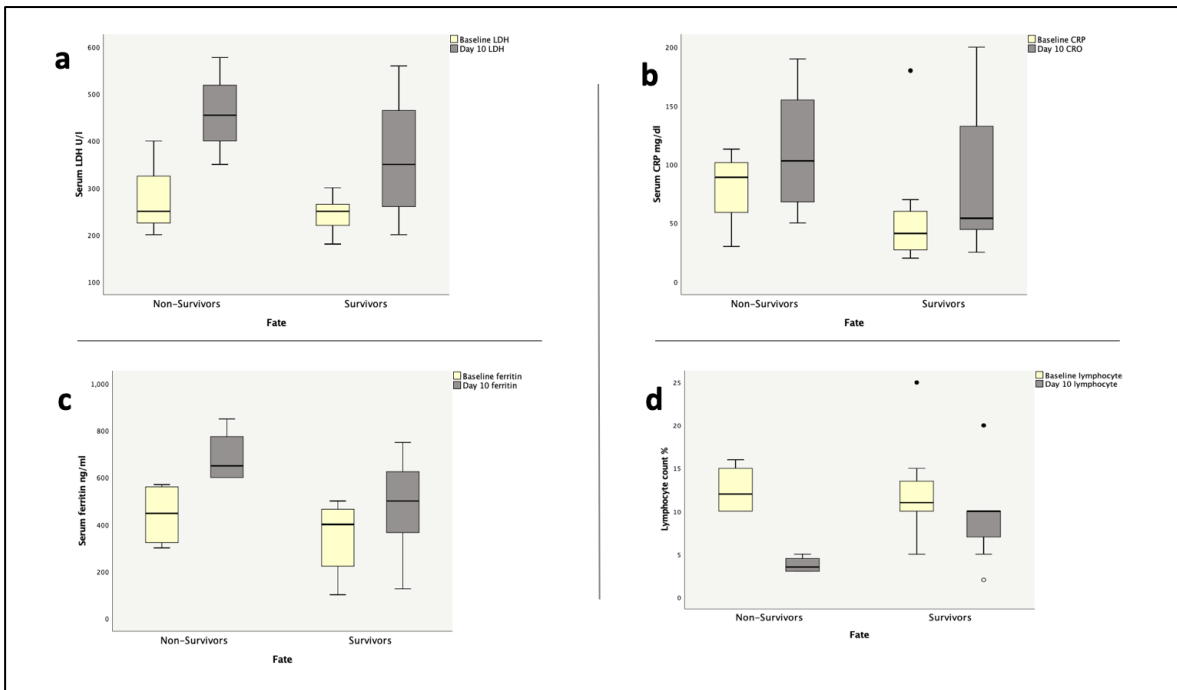 a
Baseline LDH
Day 10 LDH
600
500
400
300
200
100
Serum LDH U/l
Non-Survivors
Survivors
Fate
b
Baseline CRP
Day 10 CRO
200
150
100
50
0
Serum CRP mg/dl
Non-Survivors
Survivors
Fate
c
Baseline ferritin
Day 10 ferritin
1,000
800
600
400
200
0
Serum ferritin ng/ml
Non-Survivors
Survivors
Fate
d
Baseline lymphocyte
Day 10 lymphocyte
25
20
15
10
5
0
Lymphocyte count %
Non-Survivors
Survivors
Fate